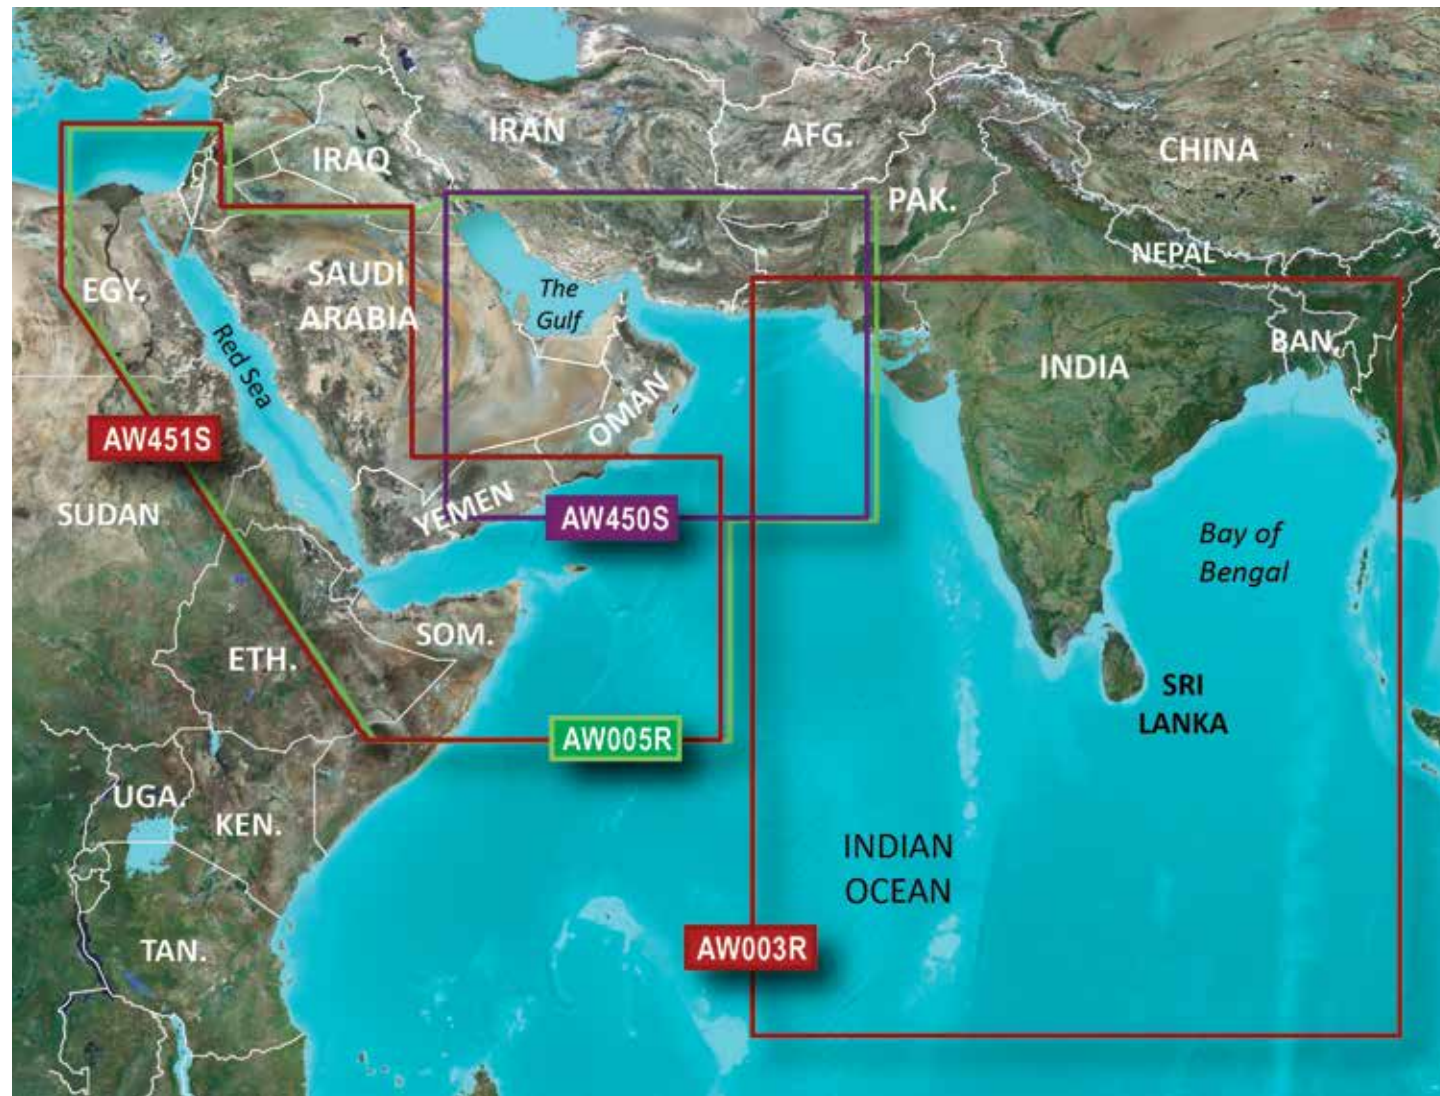 IRAN
AFG.
CHINA
IRAQ
PAK.
NEPAL
SAUDI
ARABIA
EGY.
The
Gulf
Red Sea
BAN.
INDIA
OMAN
AW451S
YEMEN
SUDAN
AW450S
Bay of
Bengal
SOM.
ETH.
SRI
LANKA
AW005R
UGA.
KEN.
INDIAN
OCEAN
TAN.
AW003R